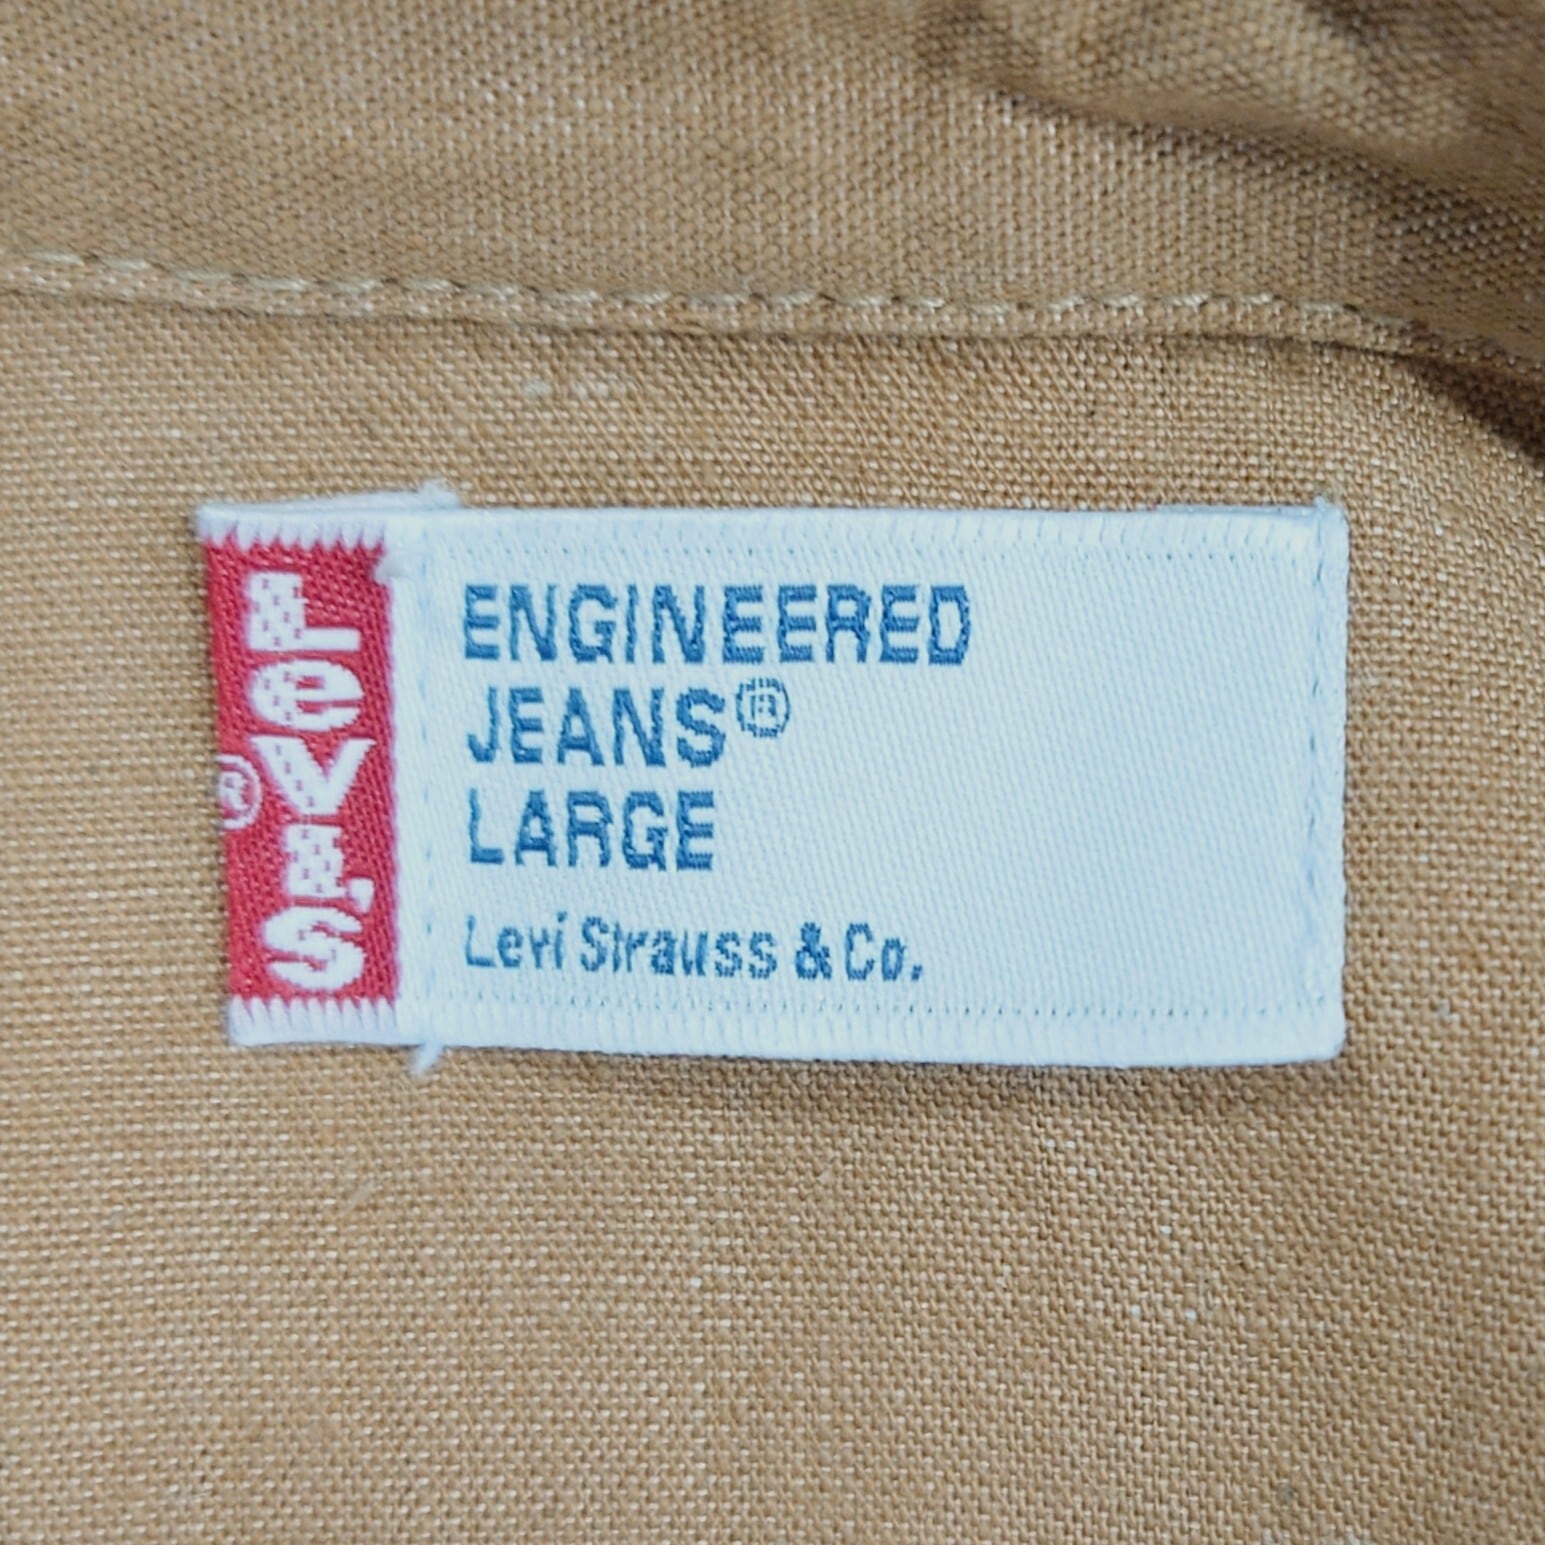 LEVI'S
®
ENGINEERED
JEANS®
LARGE
Levi Strauss & Co.